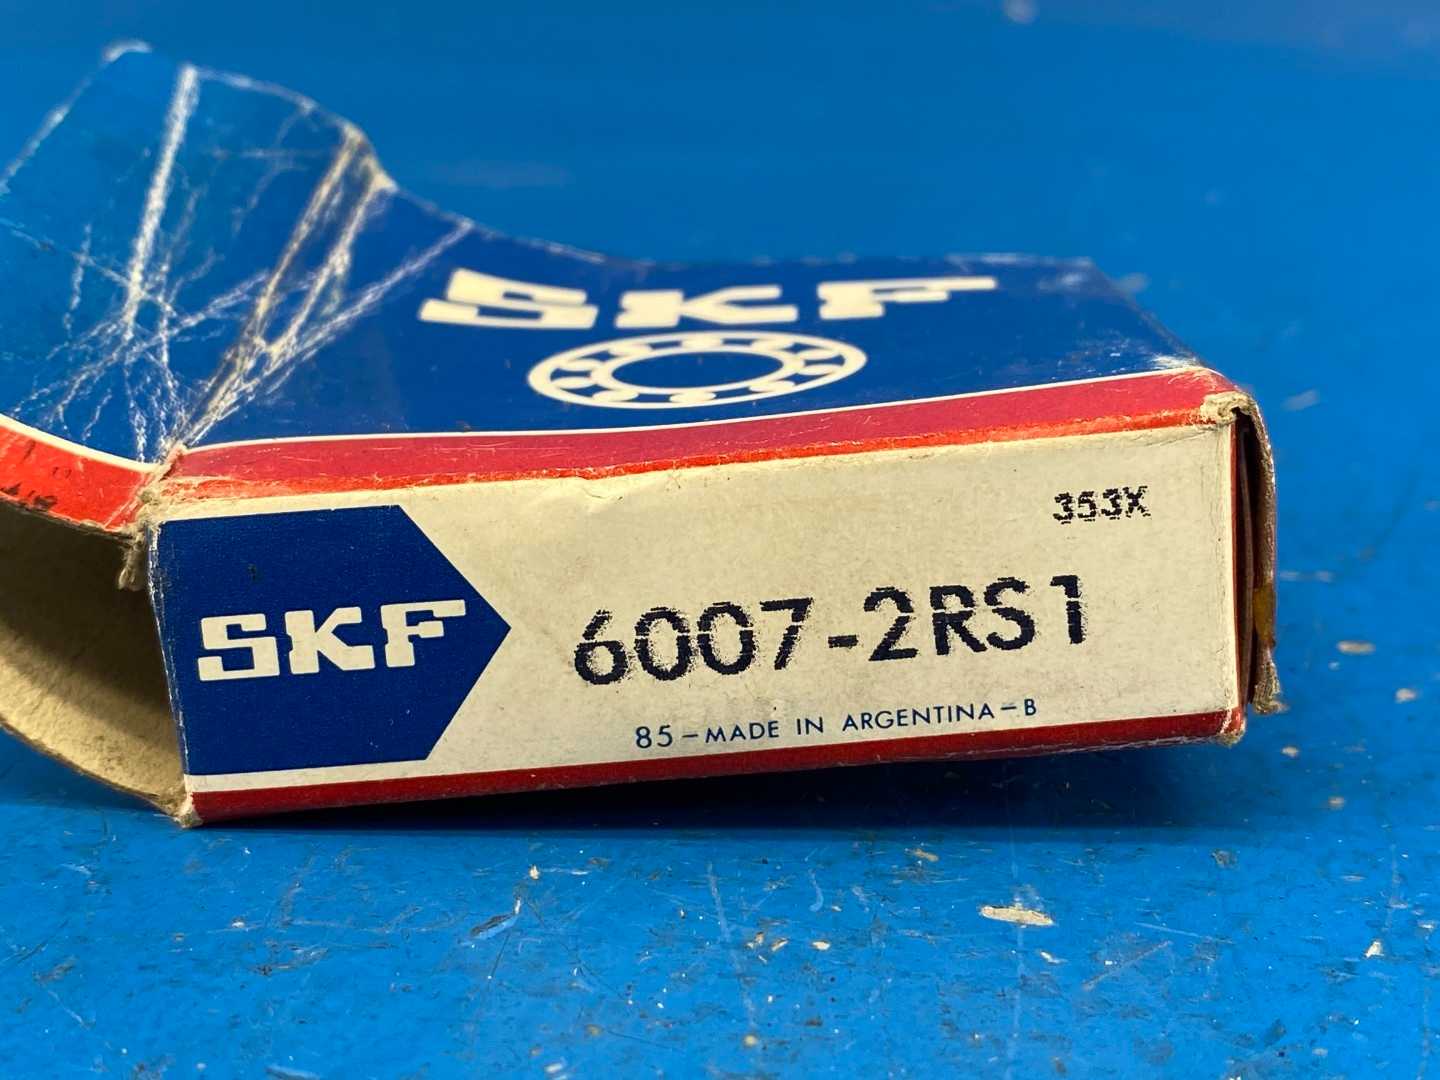 SKF
353X
SKF
6007-2RS1
85-MADE IN ARGENTINA-B